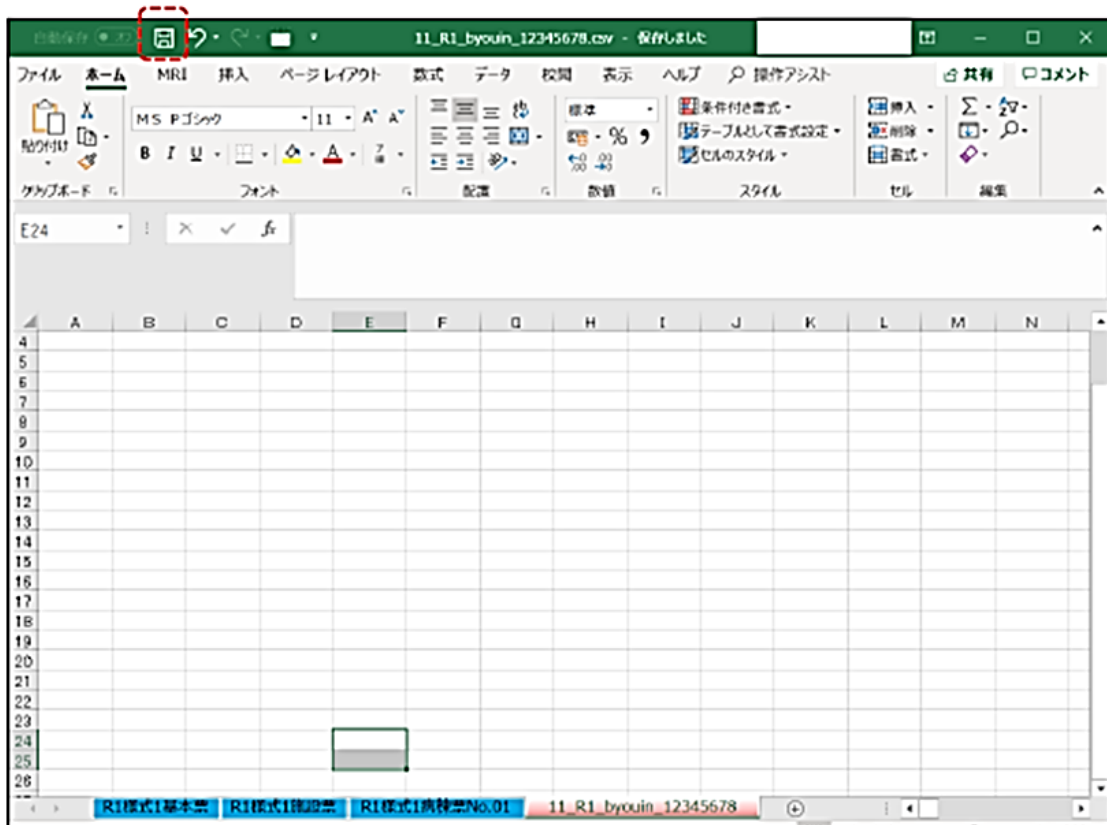 自動保存 オフ 11_R1_byouin_12345678.csv - 保存しました
ファイル ホーム MRI 挿入 ページレイアウト 数式 データ 校閲 表示 ヘルプ 操作アシスト 共有 コメント
貼り付け MS Pゴシック 11 A A 標準 条件付き書式 挿入 Σ
B I U A % 9 テーブルとして書式設定 削除
セルのスタイル 書式
クリップボード フォント 配置 数値 スタイル セル 編集
E24 fx
A B C D E F G H I J K L M N
4
5
6
7
8
9
10
11
12
13
14
15
16
17
18
19
20
21
22
23
24
25
26
R1様式1基本票 R1様式1施設票 R1様式1病棟票No.01 11_R1_byouin_12345678